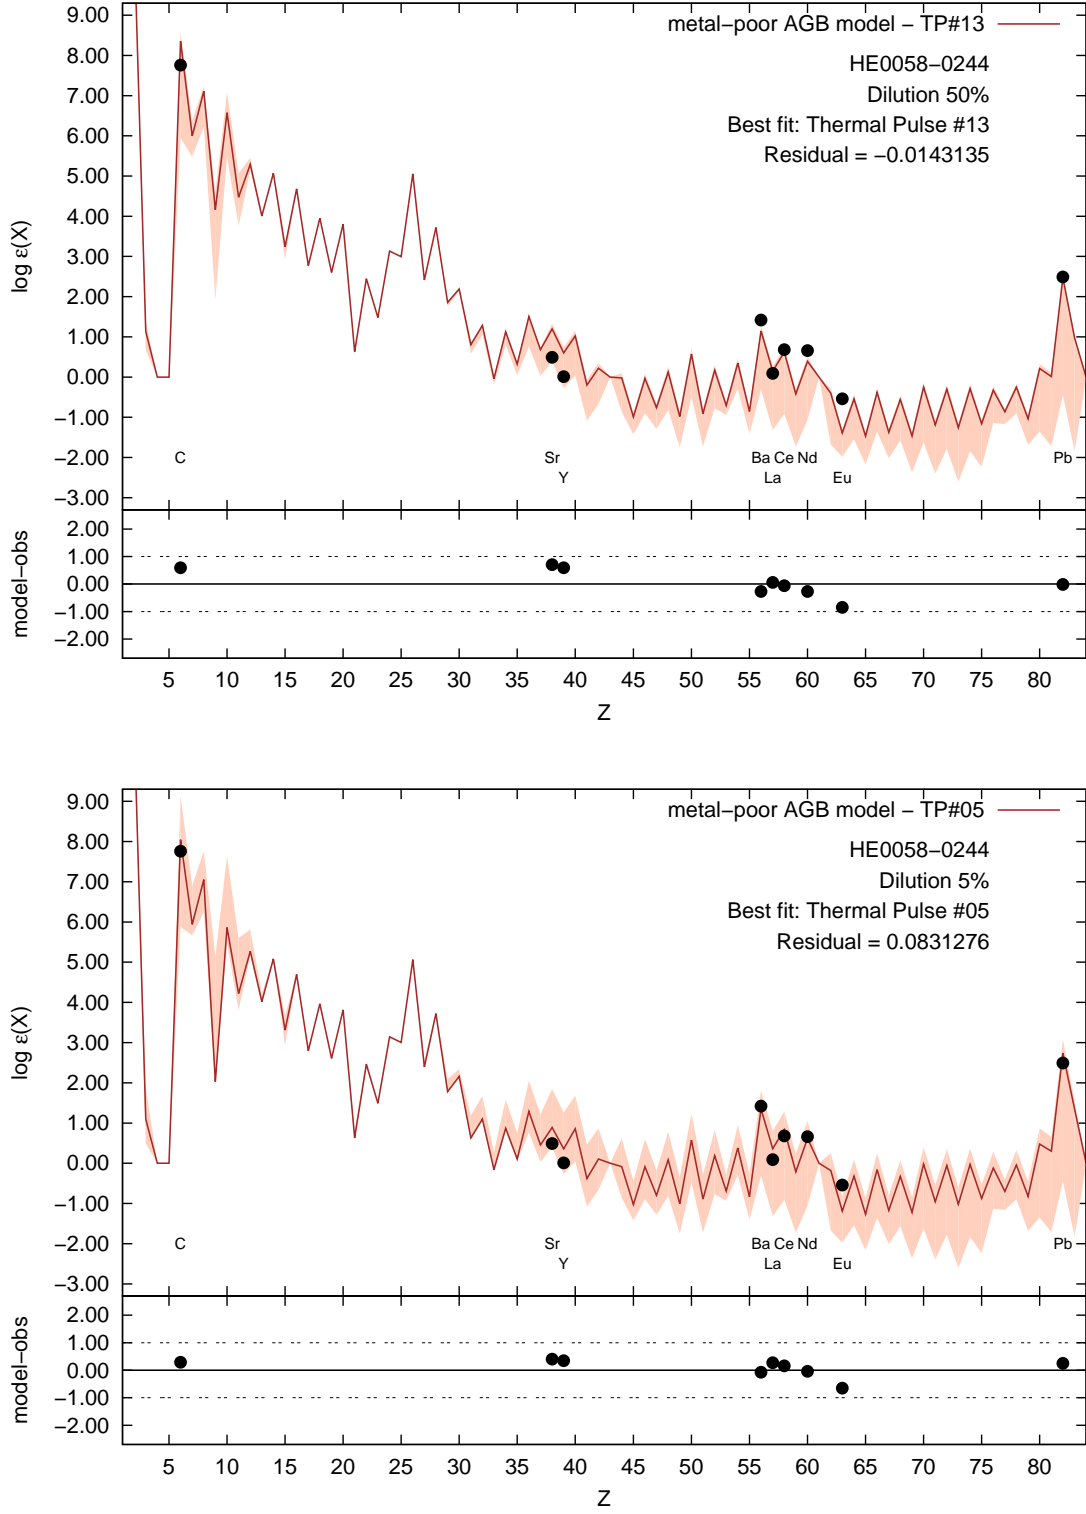 metal−poor AGB model − TP#13
HE0058−0244
Dilution 50%
Best fit: Thermal Pulse #13
Residual = −0.0143135
log ε(X)
9.00
8.00
7.00
6.00
5.00
4.00
3.00
2.00
1.00
0.00
−1.00
−2.00
−3.00
C Sr Ba Ce Nd Pb
Y La Eu
model−obs
2.00
1.00
0.00
−1.00
−2.00
5 10 15 20 25 30 35 40 45 50 55 60 65 70 75 80
Z
metal−poor AGB model − TP#05
HE0058−0244
Dilution 5%
Best fit: Thermal Pulse #05
Residual = 0.0831276
log ε(X)
9.00
8.00
7.00
6.00
5.00
4.00
3.00
2.00
1.00
0.00
−1.00
−2.00
−3.00
C Sr Ba Ce Nd Pb
Y La Eu
model−obs
2.00
1.00
0.00
−1.00
−2.00
5 10 15 20 25 30 35 40 45 50 55 60 65 70 75 80
Z